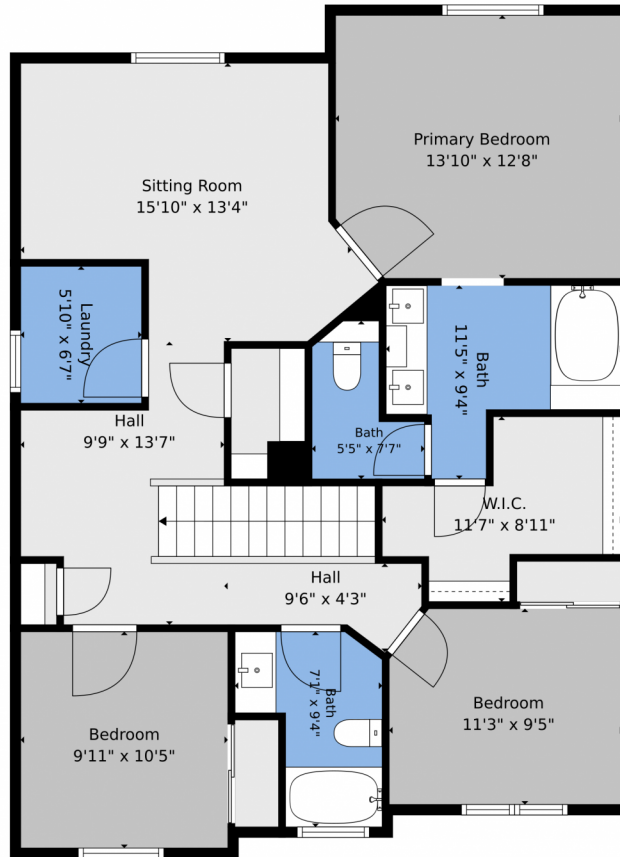 Primary Bedroom
13'10" x 12'8"
Sitting Room
15'10" x 13'4"
Laundry
5'10" x 6'7"
Bath
11'5" x 9'4"
Hall
9'9" x 13'7"
Bath
5'5" x 7'7"
W.I.C.
11'7" x 8'11"
Hall
9'6" x 4'3"
Bath
7'1" x 9'4"
Bedroom
11'3" x 9'5"
Bedroom
9'11" x 10'5"